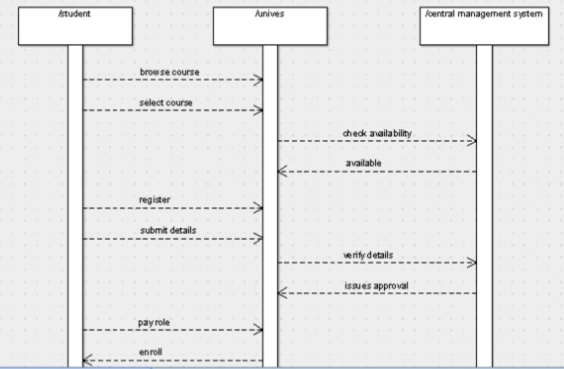 /student
/unives
/central management system
browse course
select course
check availability
available
register
submit details
verify details
issues approval
pay role
enroll